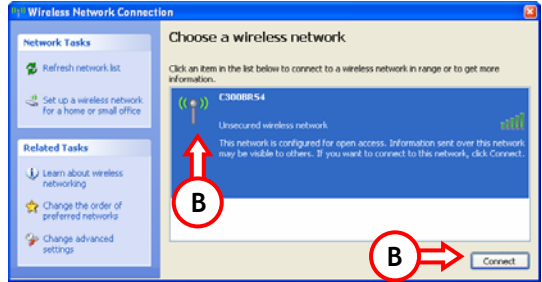 Wireless Network Connection
Network Tasks
Refresh network list
Set up a wireless network
for a home or small office
Related Tasks
Learn about wireless
networking
Change the order of
preferred networks
Change advanced
settings
Choose a wireless network
Click an item in the list below to connect to a wireless network in range or to get more
information.
C300BRS4
Unsecured wireless network
This network is configured for open access. Information sent over this network
may be visible to others. If you want to connect to this network, click Connect.
B
B
Connect